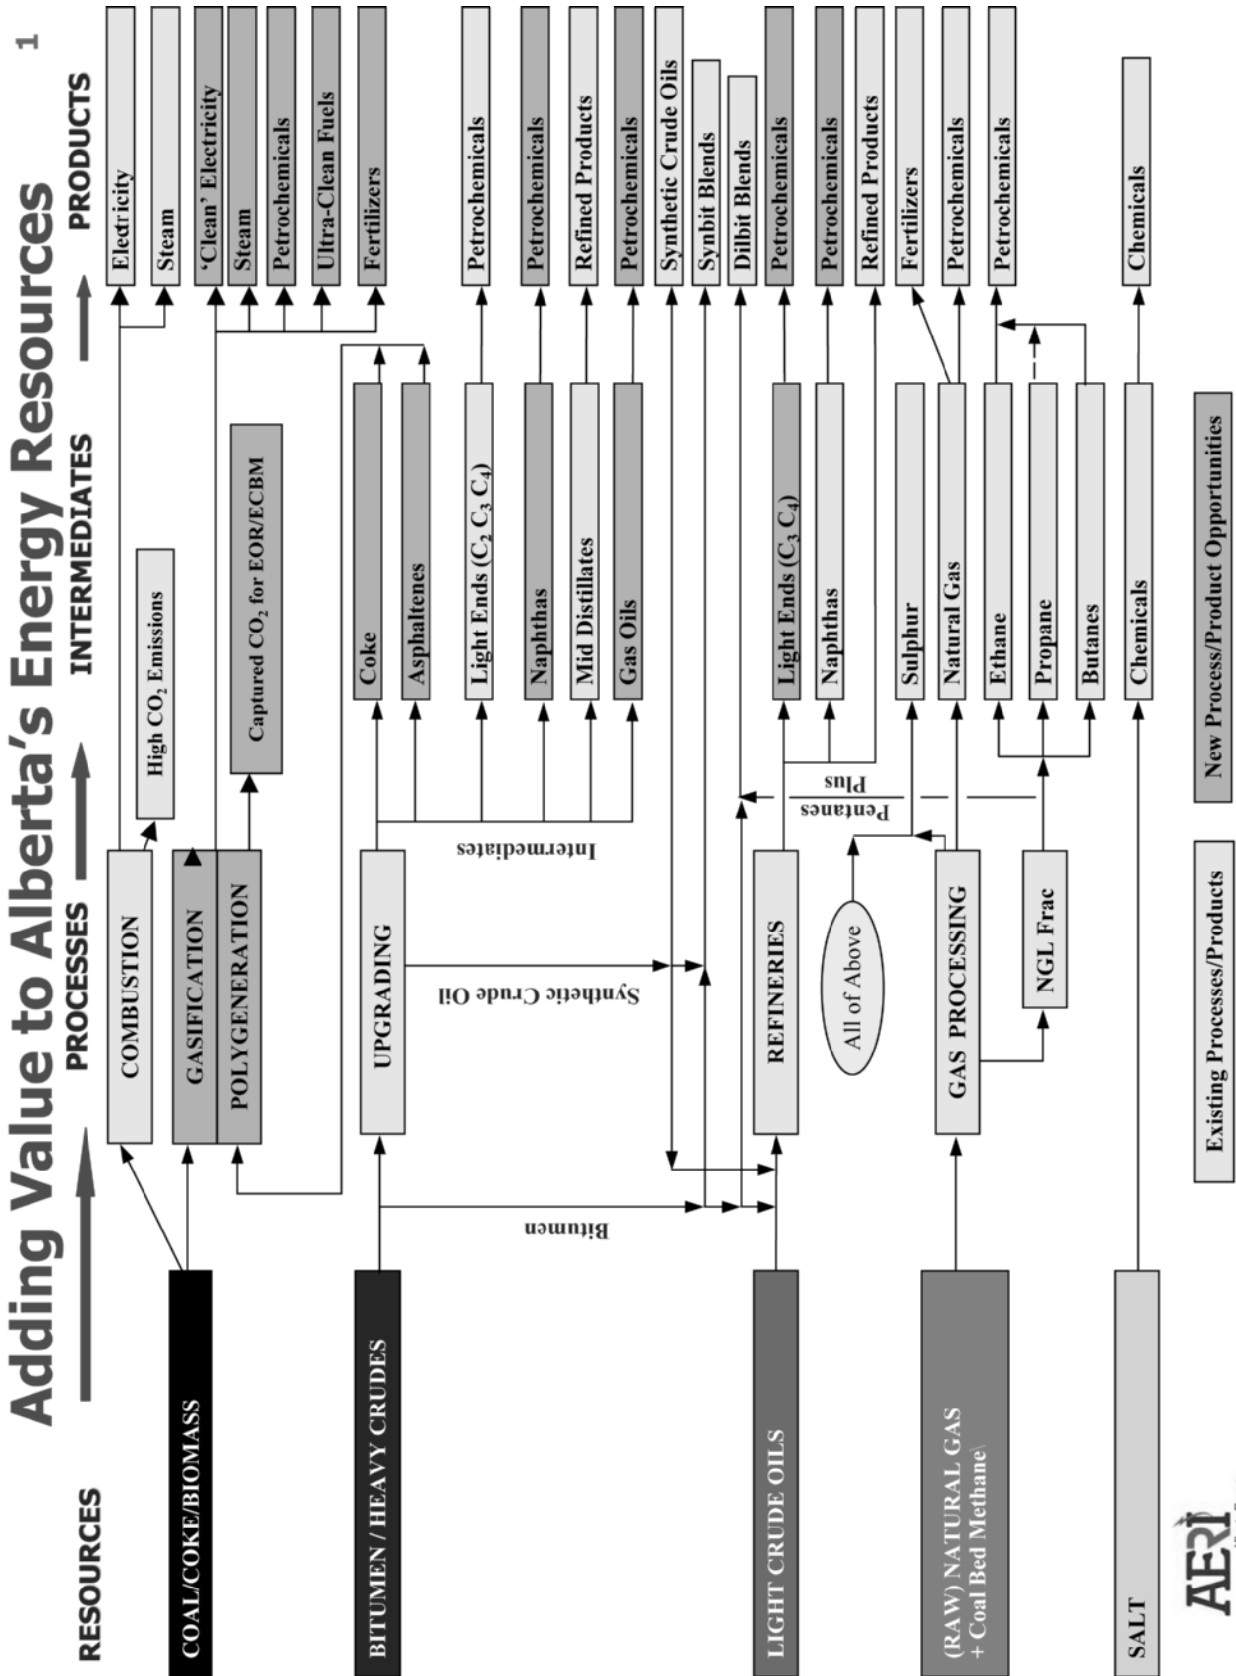 Adding Value to Alberta's Energy Resources
1
RESOURCES
PROCESSES
INTERMEDIATES
PRODUCTS
COAL/COKE/BIOMASS
BITUMEN / HEAVY CRUDES
LIGHT CRUDE OILS
(RAW) NATURAL GAS
+ Coal Bed Methane\
SALT
COMBUSTION
GASIFICATION
POLYGENERATION
UPGRADING
REFINERIES
All of Above
GAS PROCESSING
NGL Frac
Bitumen
Synthetic Crude Oil
Intermediates
Pentanes
Plus
High CO₂ Emissions
Captured CO₂ for EOR/ECBM
Coke
Asphaltenes
Light Ends (C₂ C₃ C₄)
Naphthas
Mid Distillates
Gas Oils
Light Ends (C₃ C₄)
Naphthas
Sulphur
Natural Gas
Ethane
Propane
Butanes
Chemicals
Electricity
Steam
'Clean' Electricity
Steam
Petrochemicals
Ultra-Clean Fuels
Fertilizers
Petrochemicals
Petrochemicals
Refined Products
Petrochemicals
Synthetic Crude Oils
Synbit Blends
Dilbit Blends
Petrochemicals
Petrochemicals
Refined Products
Fertilizers
Petrochemicals
Petrochemicals
Chemicals
AERI
Existing Processes/Products
New Process/Product Opportunities